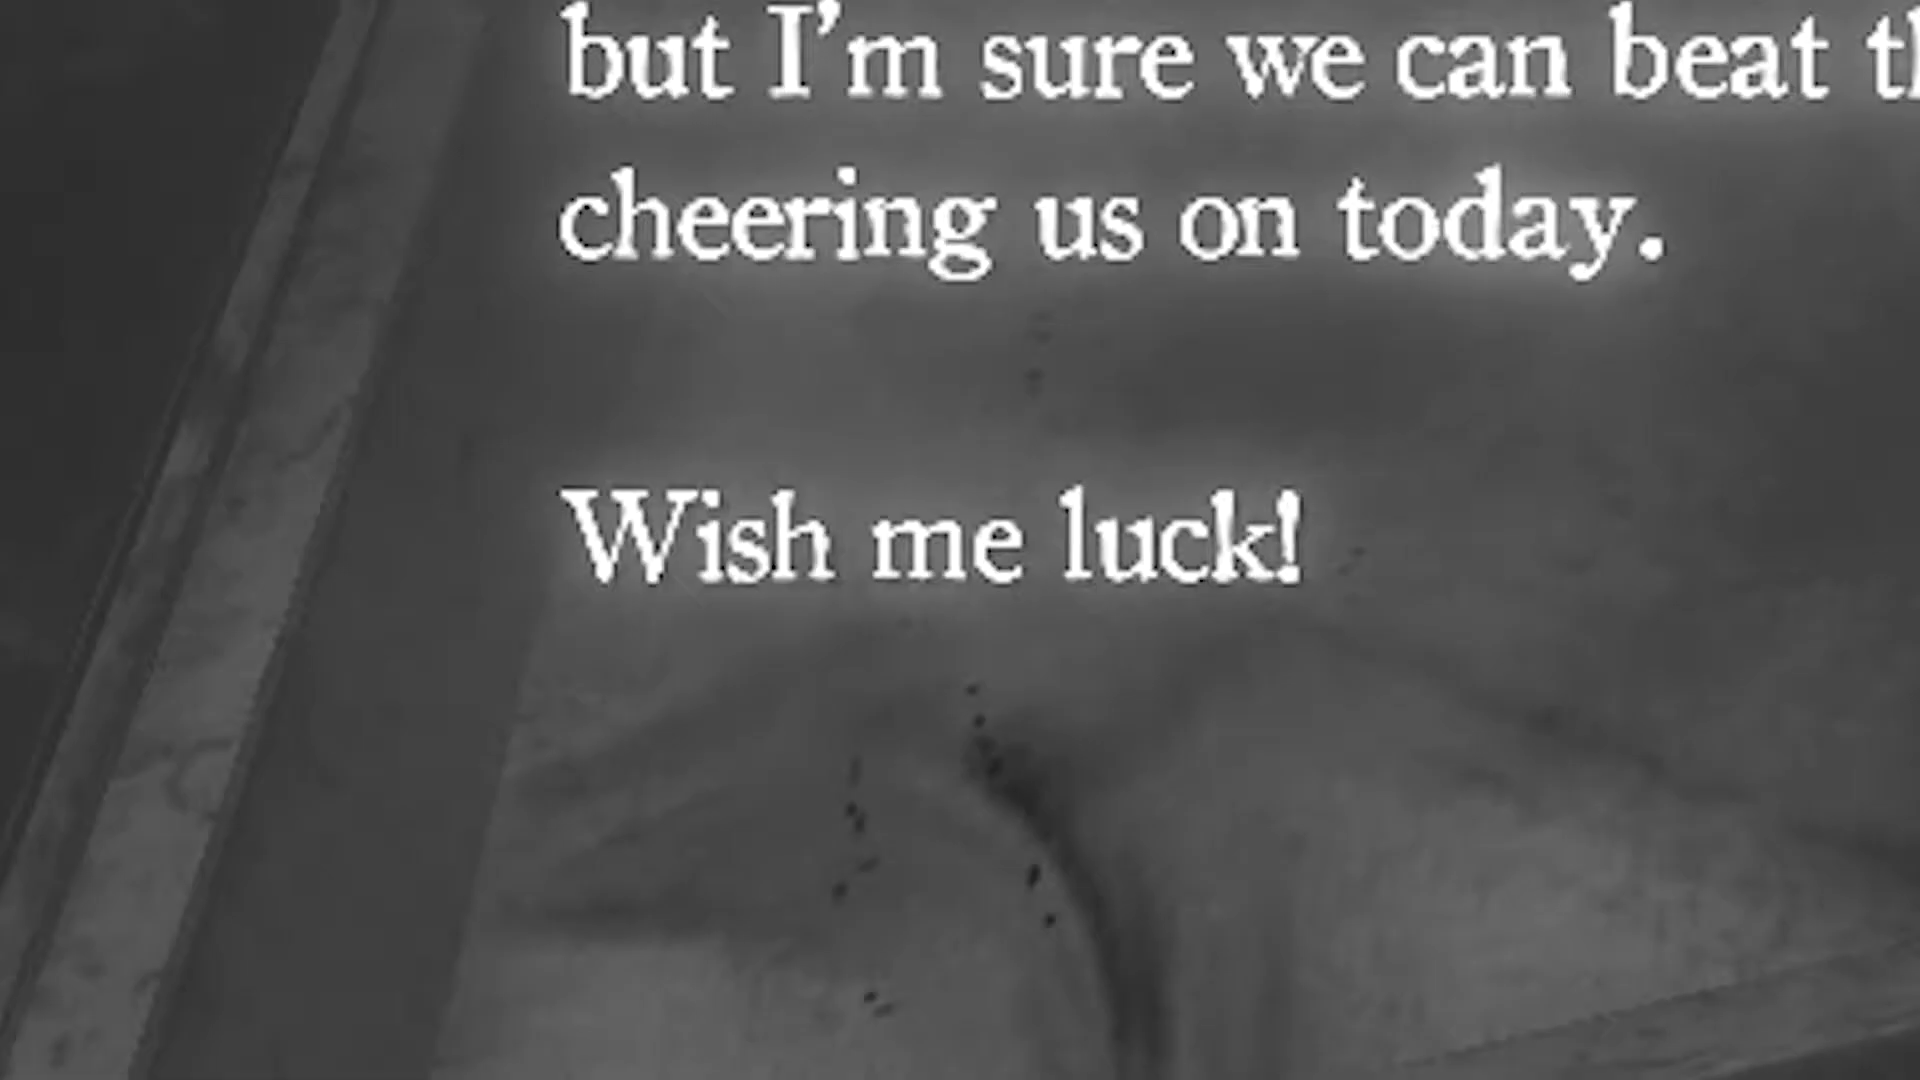 but I'm sure we can beat
cheering us on today.
Wish me luck!